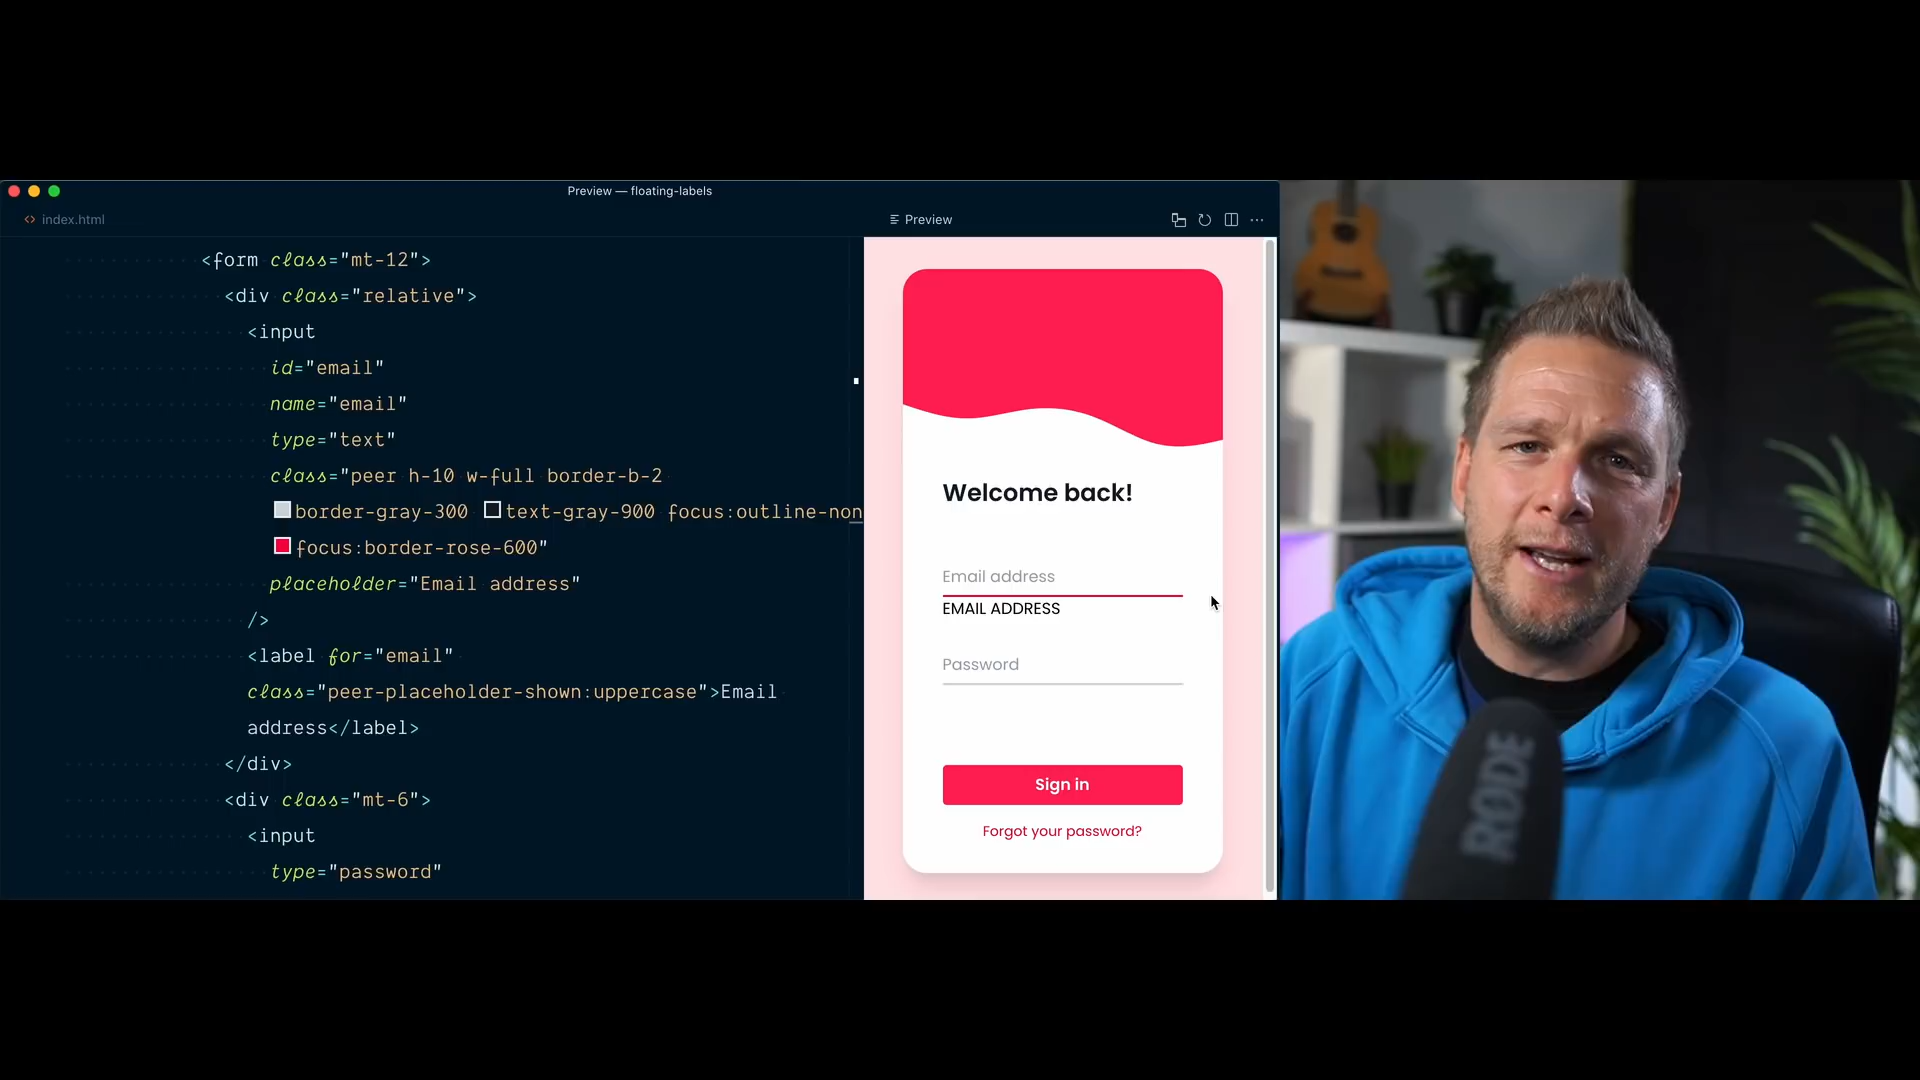 Preview — floating-labels
index.html
Preview
<form class="mt-12">
<div class="relative">
<input
id="email"
name="email"
type="text"
class="peer h-10 w-full border-b-2
border-gray-300 text-gray-900 focus:outline-non
focus:border-rose-600"
placeholder="Email address"
/>
<label for="email"
class="peer-placeholder-shown:uppercase">Email
address</label>
</div>
<div class="mt-6">
<input
type="password"
Welcome back!
Email address
EMAIL ADDRESS
Password
Sign in
Forgot your password?
RØDE